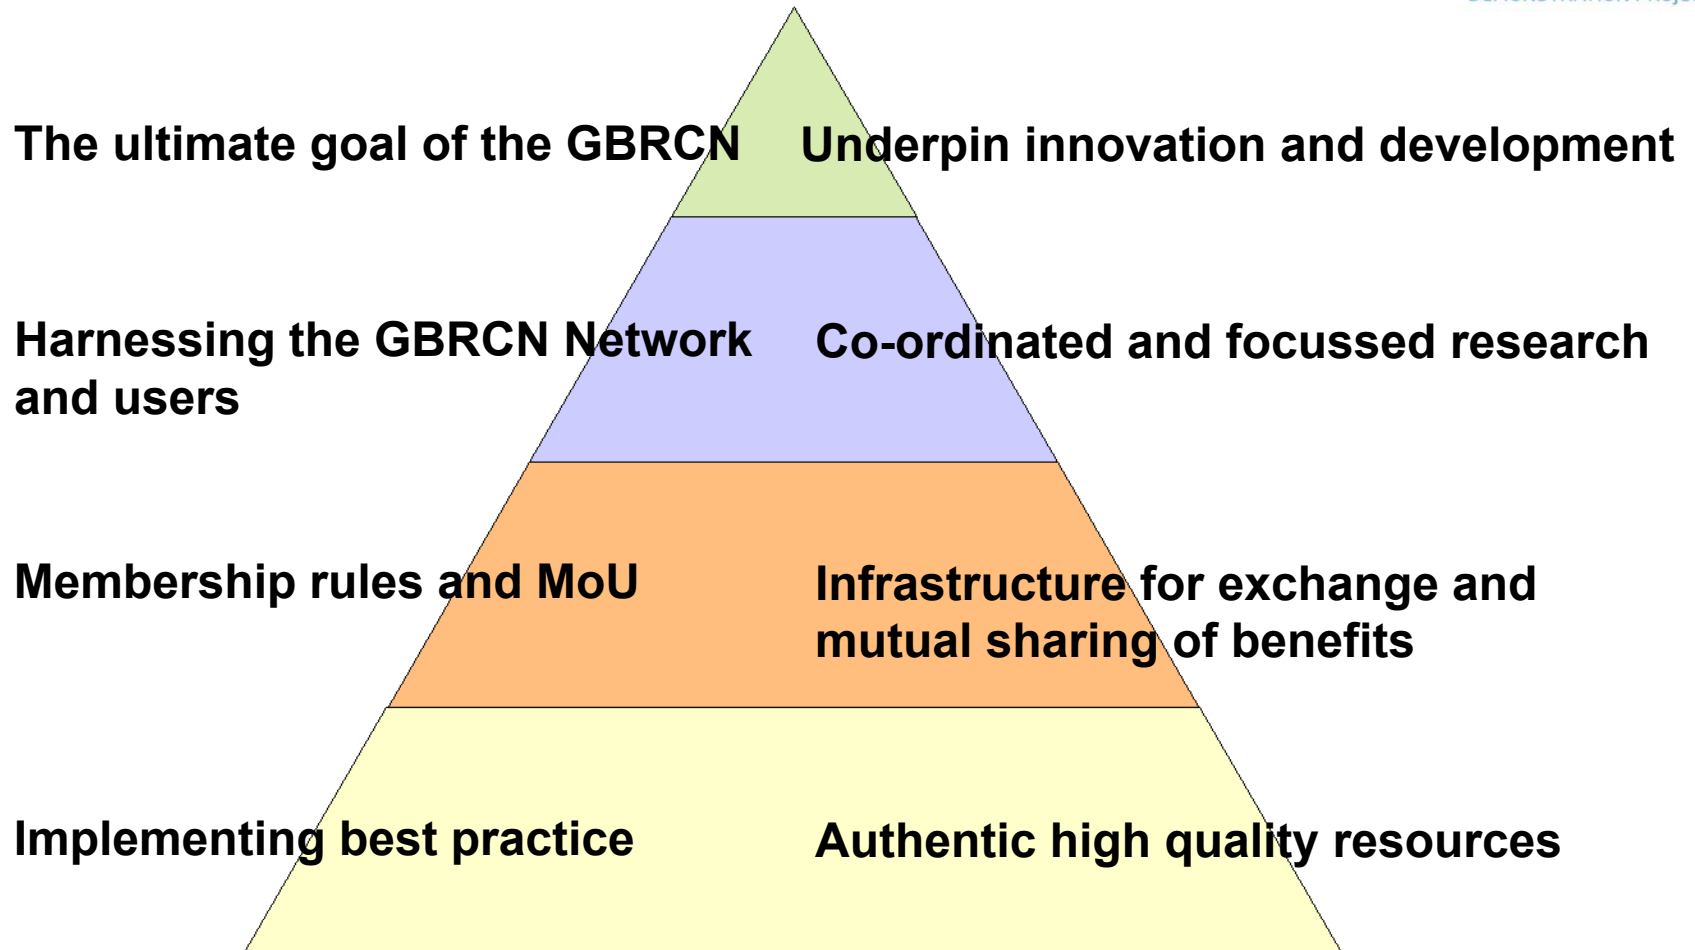 The ultimate goal of the GBRCN
Underpin innovation and development
Harnessing the GBRCN Network
and users
Co-ordinated and focussed research
Membership rules and MoU
Infrastructure for exchange and
mutual sharing of benefits
Implementing best practice
Authentic high quality resources